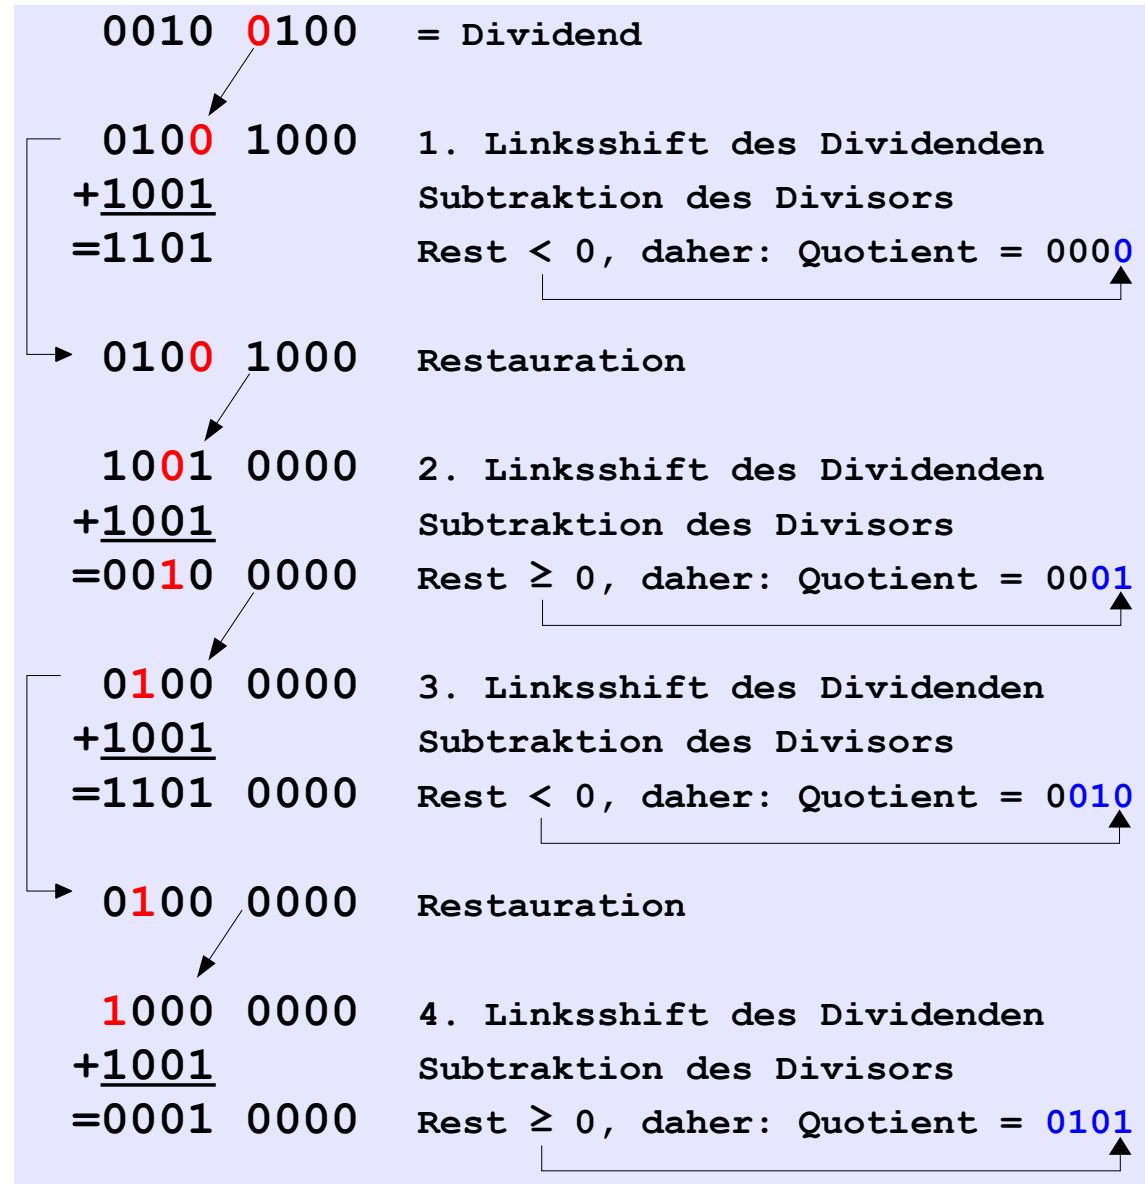 0010 0100 = Dividend
0100 1000 1. Linksshift des Dividenden
+1001 Subtraktion des Divisors
=1101 Rest < 0, daher: Quotient = 0000
0100 1000 Restauration
1001 0000 2. Linksshift des Dividenden
+1001 Subtraktion des Divisors
=0010 0000 Rest ≥ 0, daher: Quotient = 0001
0100 0000 3. Linksshift des Dividenden
+1001 Subtraktion des Divisors
=1101 0000 Rest < 0, daher: Quotient = 0010
0100 0000 Restauration
1000 0000 4. Linksshift des Dividenden
+1001 Subtraktion des Divisors
=0001 0000 Rest ≥ 0, daher: Quotient = 0101